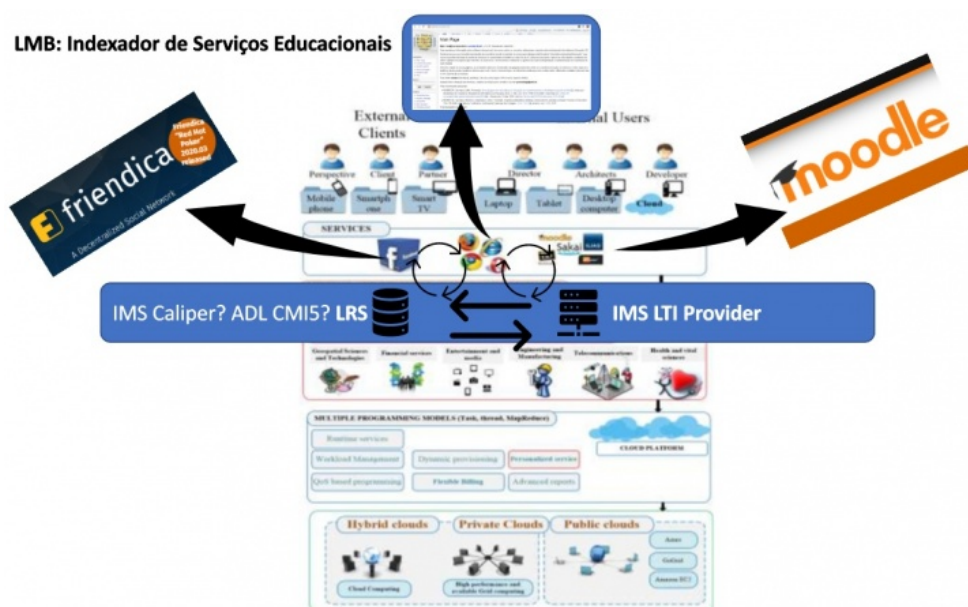 LMB: Indexador de Serviços Educacionais
External
Clients
Users
Perspective
Client
Partner
Director
Architects
Developer
Mobile
phone
Smartph
one
Smart
TV
Laptop
Tablet
Desktop
computer
Cloud
friendica
A Decentralized Social Network
Friendica
"Red Hot
Poker"
2020.03
released
moodle
SERVICES
moodle
Sakai
IMS Caliper? ADL CMI5? LRS
IMS LTI Provider
Geospatial Sciences
and Technologies
Financial services
Entertainment and
media
Engineering and
Manufacturing
Telecommunications
Health and vital
sciences
MULTIPLE PROGRAMMING MODELS (Task, thread, MapReduce)
Runtime services
Workload Management
Dynamic provisioning
Personalized service
QoS based programming
Flexible Billing
Advanced reports
CLOUD PLATFORM
Hybrid clouds
Private Clouds
Public clouds
Cloud Computing
High performance and
available Grid computing
Azure
GoGrid
Amazon EC2